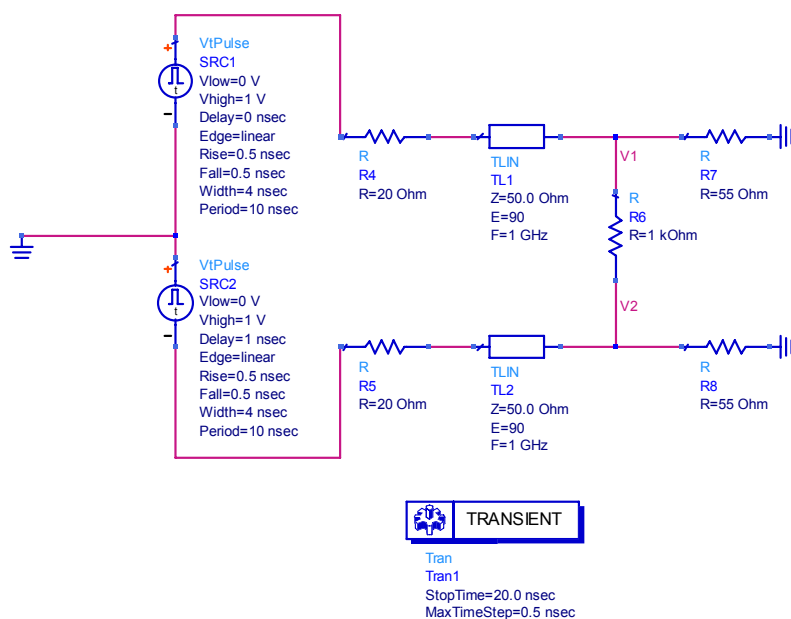 VtPulse
SRC1
Vlow=0 V
Vhigh=1 V
Delay=0 nsec
Edge=linear
Rise=0.5 nsec
Fall=0.5 nsec
Width=4 nsec
Period=10 nsec
+
t
-
R
R4
R=20 Ohm
TLIN
TL1
Z=50.0 Ohm
E=90
F=1 GHz
V1
R
R7
R=55 Ohm
R
R6
R=1 kOhm
VtPulse
SRC2
Vlow=0 V
Vhigh=1 V
Delay=1 nsec
Edge=linear
Rise=0.5 nsec
Fall=0.5 nsec
Width=4 nsec
Period=10 nsec
+
t
-
V2
R
R5
R=20 Ohm
TLIN
TL2
Z=50.0 Ohm
E=90
F=1 GHz
R
R8
R=55 Ohm
TRANSIENT
Tran
Tran1
StopTime=20.0 nsec
MaxTimeStep=0.5 nsec